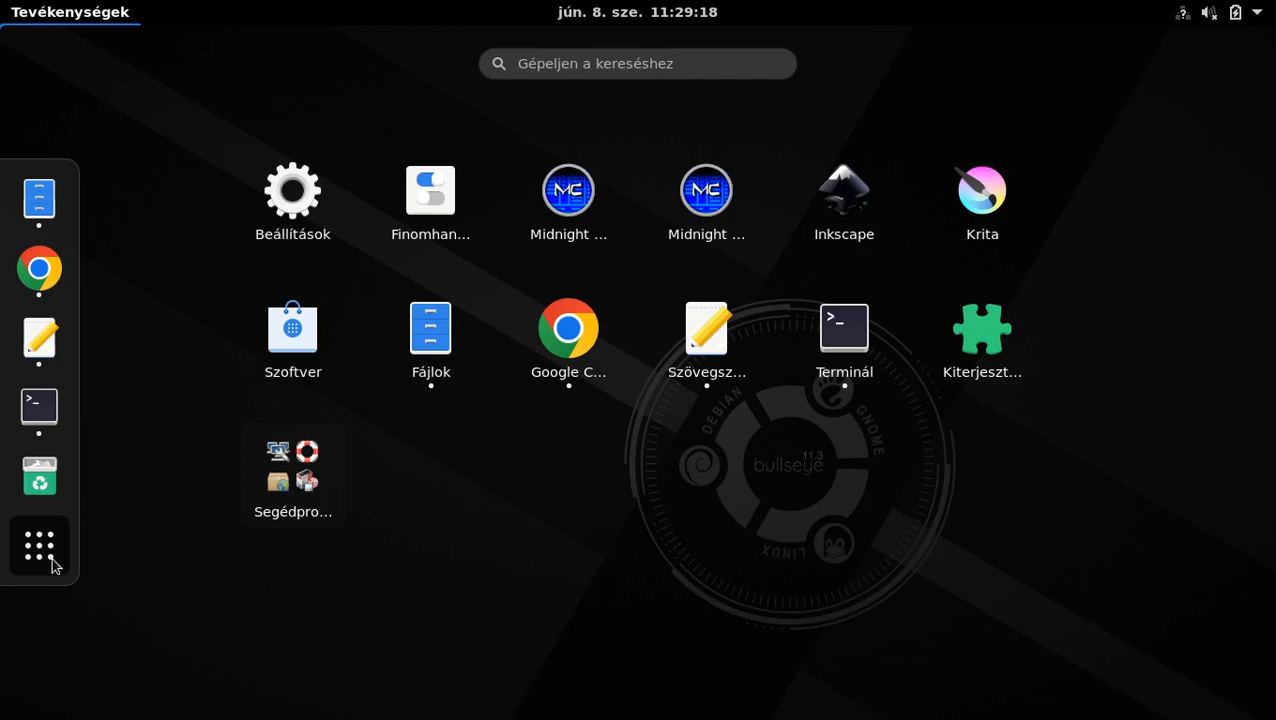 Tevékenységek
jún. 8. sze. 11:29:18
Gépeljen a kereséshez
Beállítások
Finomhan...
Midnight ...
Midnight ...
Inkscape
Krita
Szoftver
Fájlok
Google C...
Szövegsz...
Terminál
Kiterjeszt...
Segédpro...
DEBIAN
GNOME
bullseye 11.3
LINUX